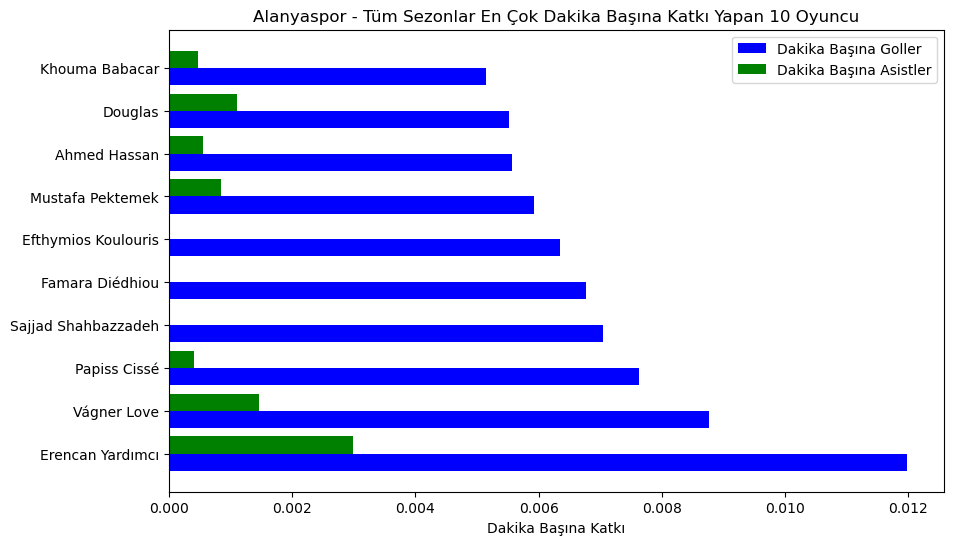 Alanyaspor - Tüm Sezonlar En Çok Dakika Başına Katkı Yapan 10 Oyuncu
Dakika Başına Goller
Dakika Başına Asistler
Khouma Babacar
Douglas
Ahmed Hassan
Mustafa Pektemek
Efthymios Koulouris
Famara Diédhiou
Sajjad Shahbazzadeh
Papiss Cissé
Vágner Love
Erencan Yardımcı
0.000 0.002 0.004 0.006 0.008 0.010 0.012
Dakika Başına Katkı